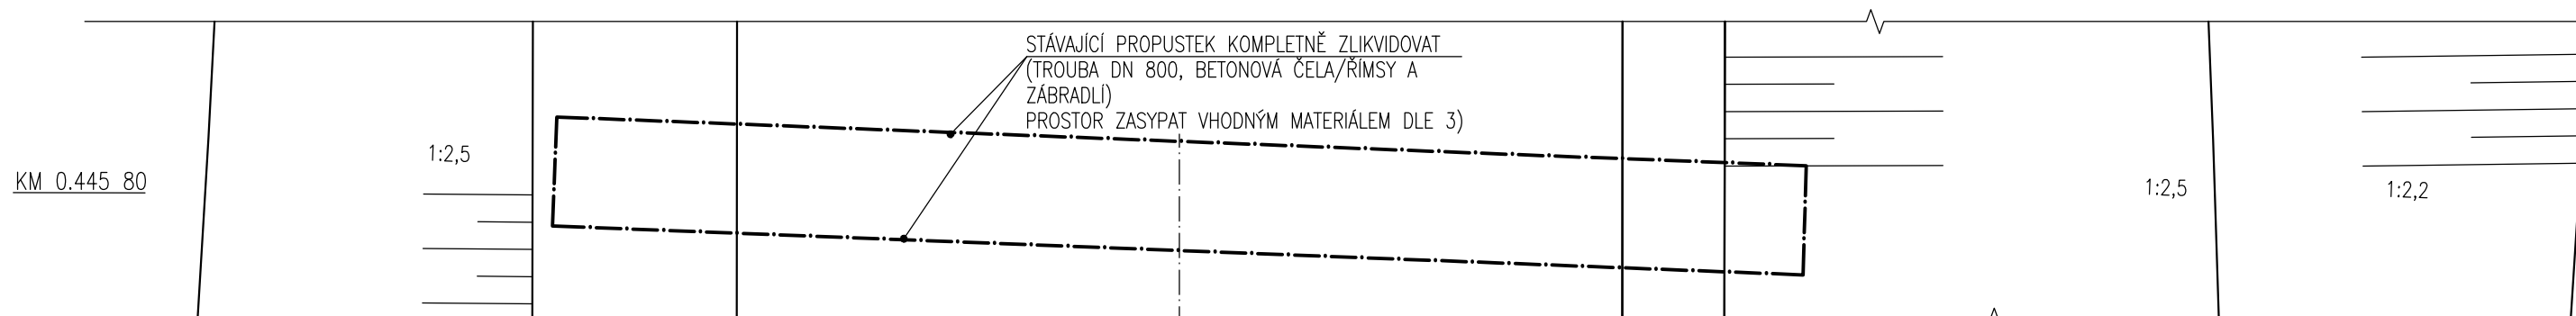 STÁVAJÍCÍ PROPUSTEK KOMPLETNĚ ZLIKVIDOVAT
(TROUBA DN 800, BETONOVÁ ČELA/ŘÍMSY A
ZÁBRADLÍ)
PROSTOR ZASYPAT VHODNÝM MATERIÁLEM DLE 3)
1:2,5
KM 0.445 80
1:2,5
1:2,2